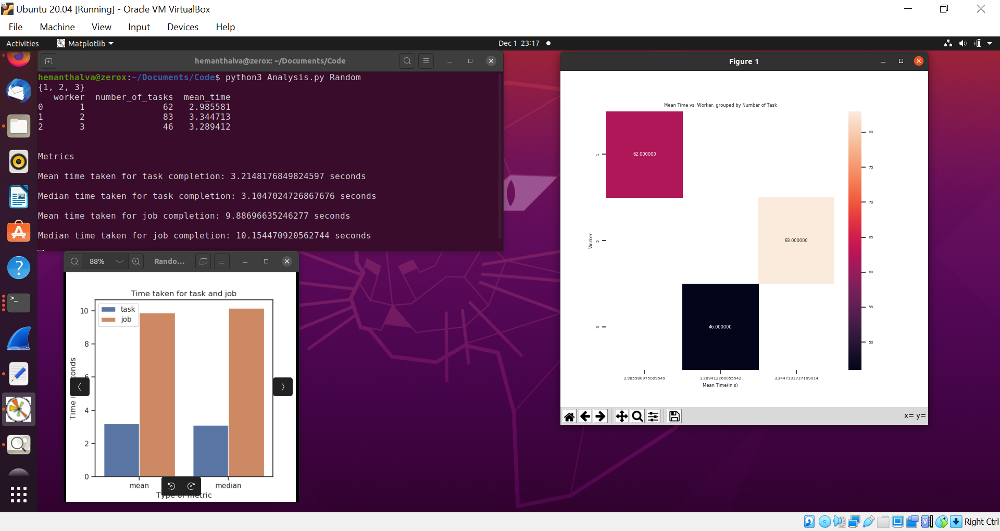 Ubuntu 20.04 [Running] - Oracle VM VirtualBox
File Machine View Input Devices Help
Activities Matplotlib Dec 1 23:17
hemanthalva@zerox: ~/Documents/Code
hemanthalva@zerox:~/Documents/Code$ python3 Analysis.py Random
{1, 2, 3}
worker number_of_tasks mean_time
0 1 62 2.985581
1 2 83 3.344713
2 3 46 3.289412
Metrics
Mean time taken for task completion: 3.2148176849824597 seconds
Median time taken for task completion: 3.1047024726867676 seconds
Mean time taken for job completion: 9.88696635246277 seconds
Median time taken for job completion: 10.154470920562744 seconds
88% Rando...
Time taken for task and job
task
job
10
8
6
4
2
0
mean median
Type of metric
Figure 1
Mean Time vs. Worker, grouped by Number of Task
62.000000
83.000000
46.000000
1
2
3
Worker
2.985580975009549 3.289412260055542 3.3447131737169014
Mean Time(in s)
80
75
70
65
60
55
50
x= y=
Right Ctrl